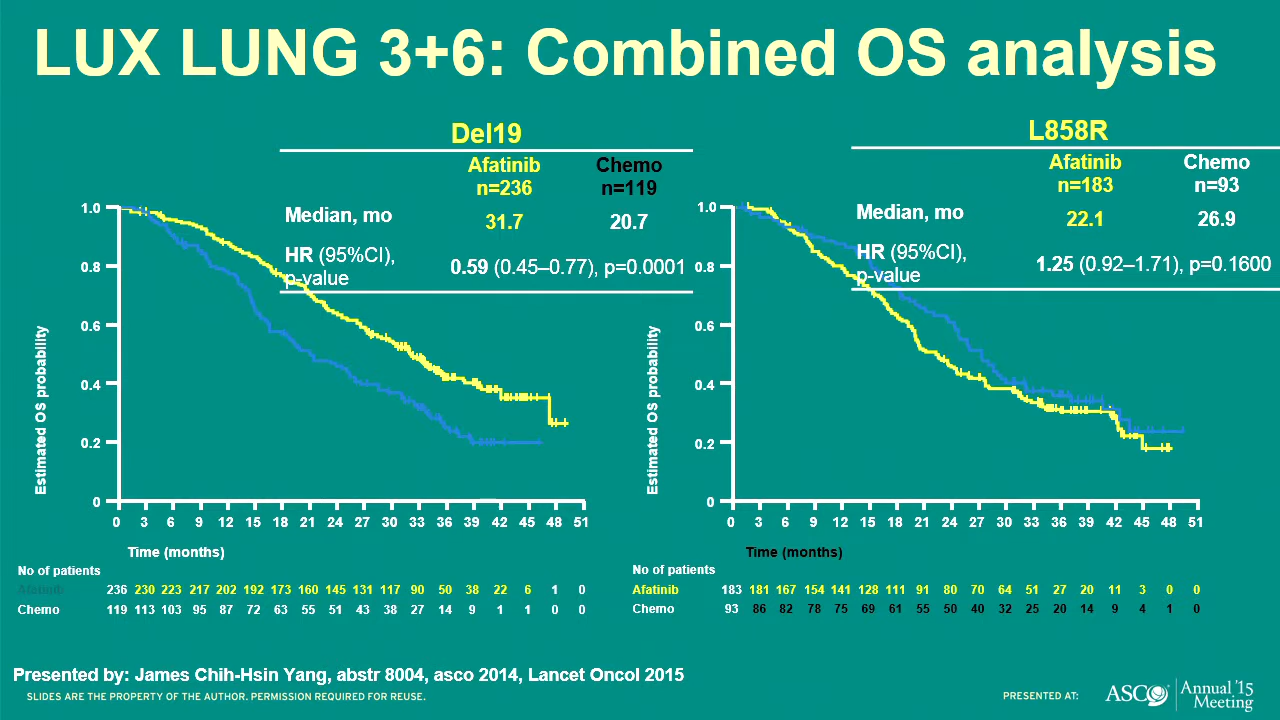 LUX LUNG 3+6: Combined OS analysis
Del19
Afatinib Chemo
n=236 n=119
Median, mo 31.7 20.7
HR (95%CI), p-value 0.59 (0.45–0.77), p=0.0001
L858R
Afatinib Chemo
n=183 n=93
Median, mo 22.1 26.9
HR (95%CI), p-value 1.25 (0.92–1.71), p=0.1600
Estimated OS probability
1.0
0.8
0.6
0.4
0.2
0
0 3 6 9 12 15 18 21 24 27 30 33 36 39 42 45 48 51
Time (months)
No of patients
Afatinib 236 230 223 217 202 192 173 160 145 131 117 90 50 38 22 6 1 0
Chemo 119 113 103 95 87 72 63 55 51 43 38 27 14 9 1 1 0 0
Estimated OS probability
1.0
0.8
0.6
0.4
0.2
0
0 3 6 9 12 15 18 21 24 27 30 33 36 39 42 45 48 51
Time (months)
No of patients
Afatinib 183 181 167 154 141 128 111 91 80 70 64 51 27 20 11 3 0 0
Chemo 93 86 82 78 75 69 61 55 50 40 32 25 20 14 9 4 1 0
Presented by: James Chih-Hsin Yang, abstr 8004, asco 2014, Lancet Oncol 2015
SLIDES ARE THE PROPERTY OF THE AUTHOR. PERMISSION REQUIRED FOR REUSE.
PRESENTED AT:
ASCO Annual '15 Meeting